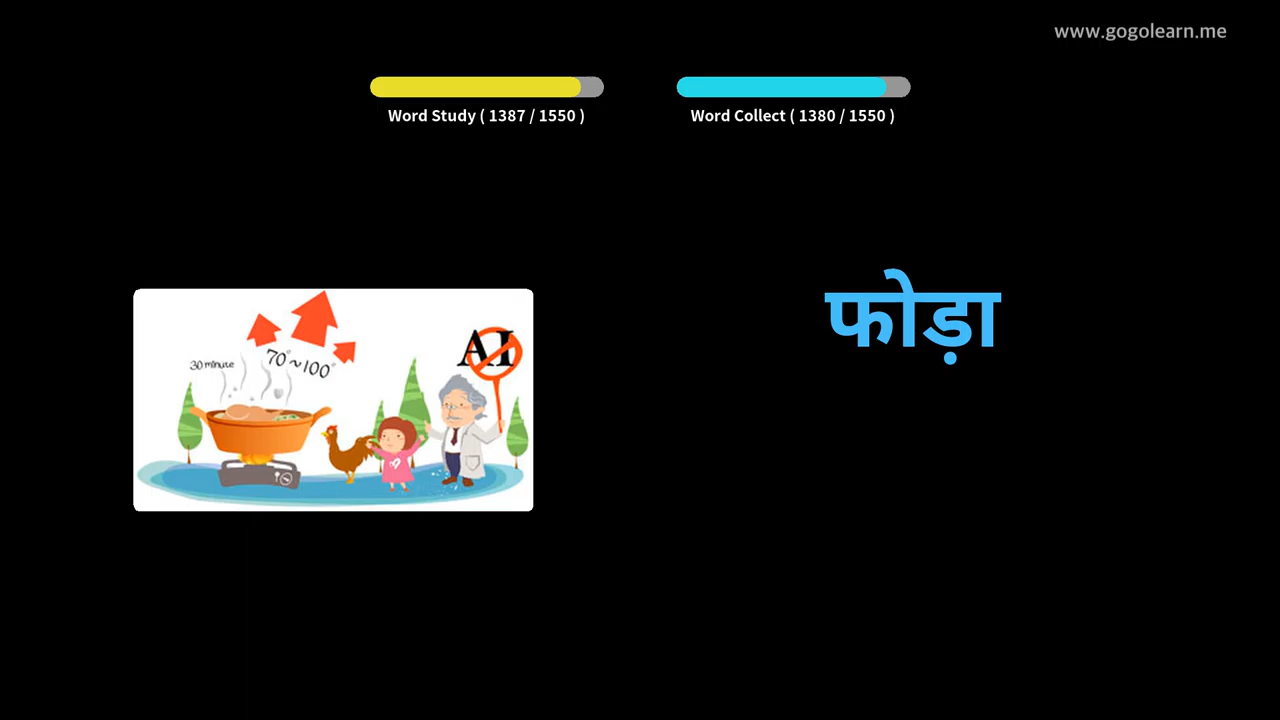 www.gogolearn.me
Word Study ( 1387 / 1550 )
Word Collect ( 1380 / 1550 )
फोड़ा
30 minute
70°~100°
AI